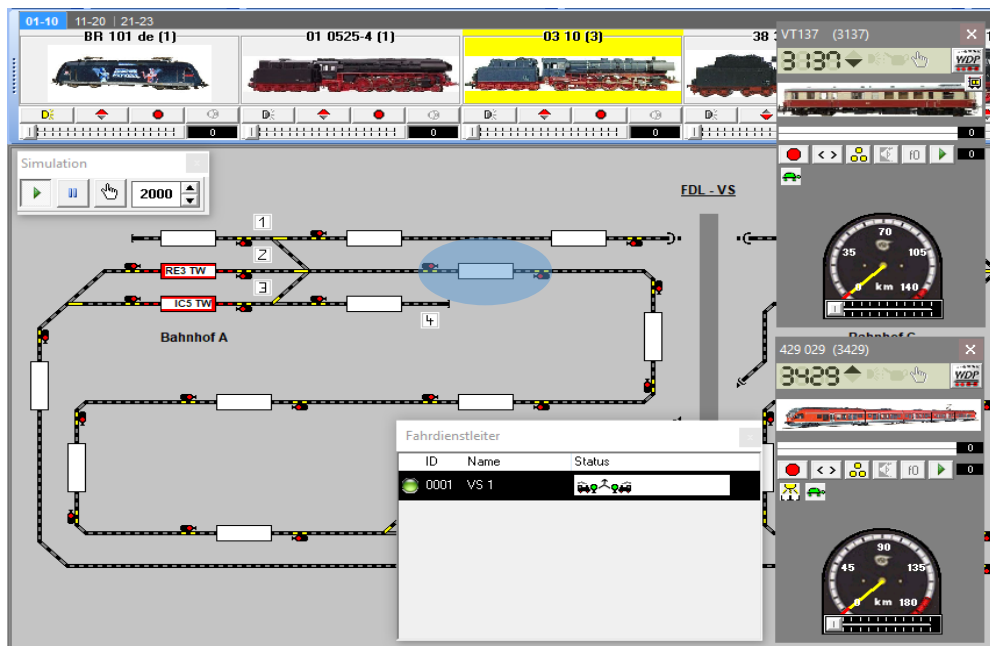 01-10 11-20 21-23
BR 101 de (1) 01 0525-4 (1) 03 10 (3) 38
0 0 0
VT137 (3137)
3137 WDP
0
< > f0 0
35 70 105
0 km 140
Simulation
2000
FDL - VS
1
2
RE3 TW
3
IC5 TW
4
Bahnhof A
429 029 (3429)
3429 WDP
0
< > f0 0
45 90 135
0 km 180
Fahrdienstleiter
ID Name Status
0001 VS 1